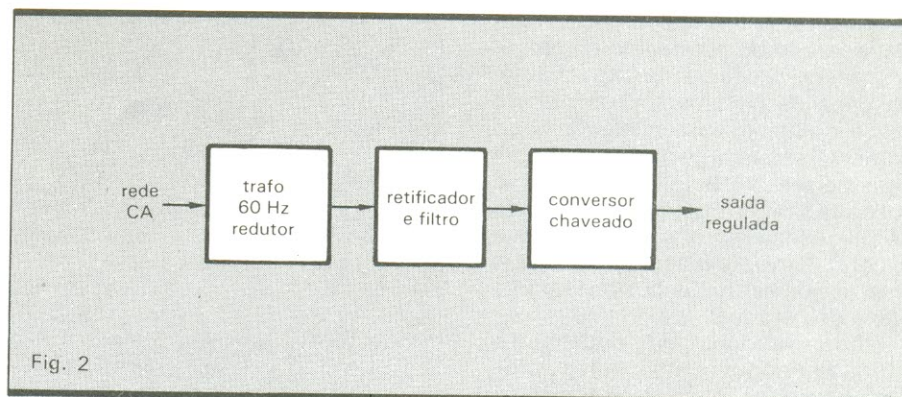 rede
CA
trafo
60 Hz
redutor
retificador
e filtro
conversor
chaveado
saída
regulada
Fig. 2